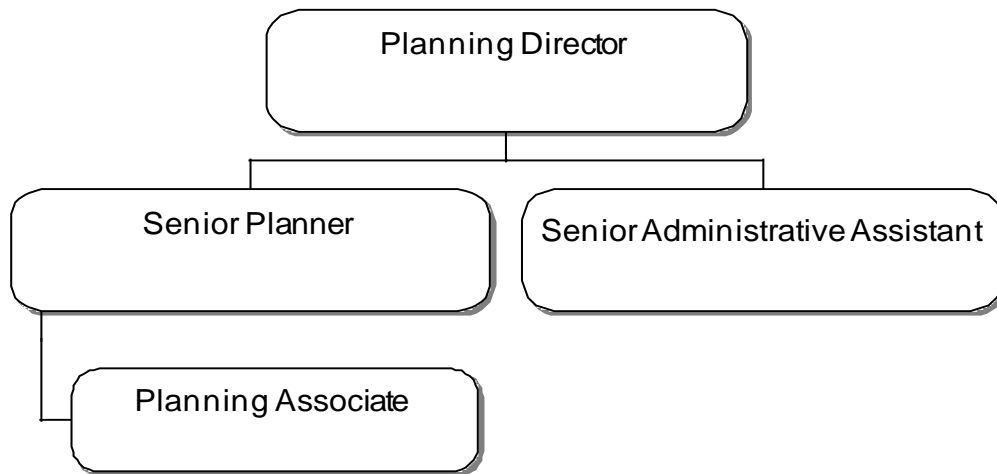 Planning Director
Senior Planner
Senior Administrative Assistant
Planning Associate